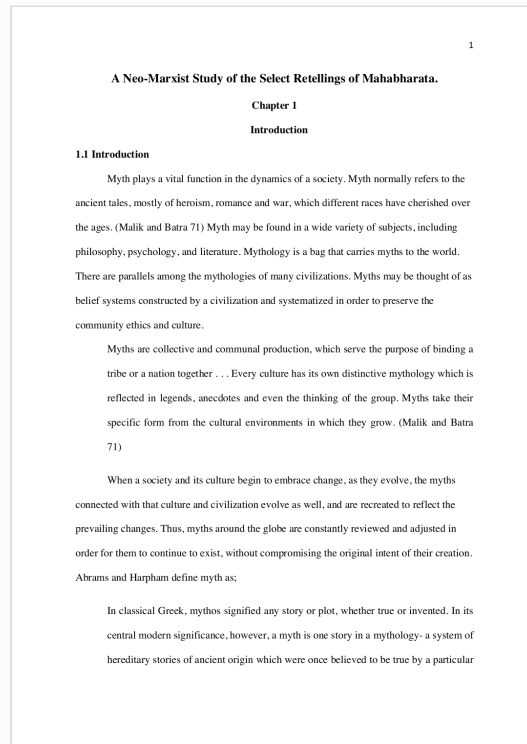 1
A Neo-Marxist Study of the Select Retellings of Mahabharata.
Chapter 1
Introduction
1.1 Introduction
Myth plays a vital function in the dynamics of a society. Myth normally refers to the
ancient tales, mostly of heroism, romance and war, which different races have cherished over
the ages. (Malik and Batra 71) Myth may be found in a wide variety of subjects, including
philosophy, psychology, and literature. Mythology is a bag that carries myths to the world.
There are parallels among the mythologies of many civilizations. Myths may be thought of as
belief systems constructed by a civilization and systematized in order to preserve the
community ethics and culture.
Myths are collective and communal production, which serve the purpose of binding a
tribe or a nation together . . . Every culture has its own distinctive mythology which is
reflected in legends, anecdotes and even the thinking of the group. Myths take their
specific form from the cultural environments in which they grow. (Malik and Batra
71)
When a society and its culture begin to embrace change, as they evolve, the myths
connected with that culture and civilization evolve as well, and are recreated to reflect the
prevailing changes. Thus, myths around the globe are constantly reviewed and adjusted in
order for them to continue to exist, without compromising the original intent of their creation.
Abrams and Harpham define myth as;
In classical Greek, mythos signified any story or plot, whether true or invented. In its
central modern significance, however, a myth is one story in a mythology- a system of
hereditary stories of ancient origin which were once believed to be true by a particular